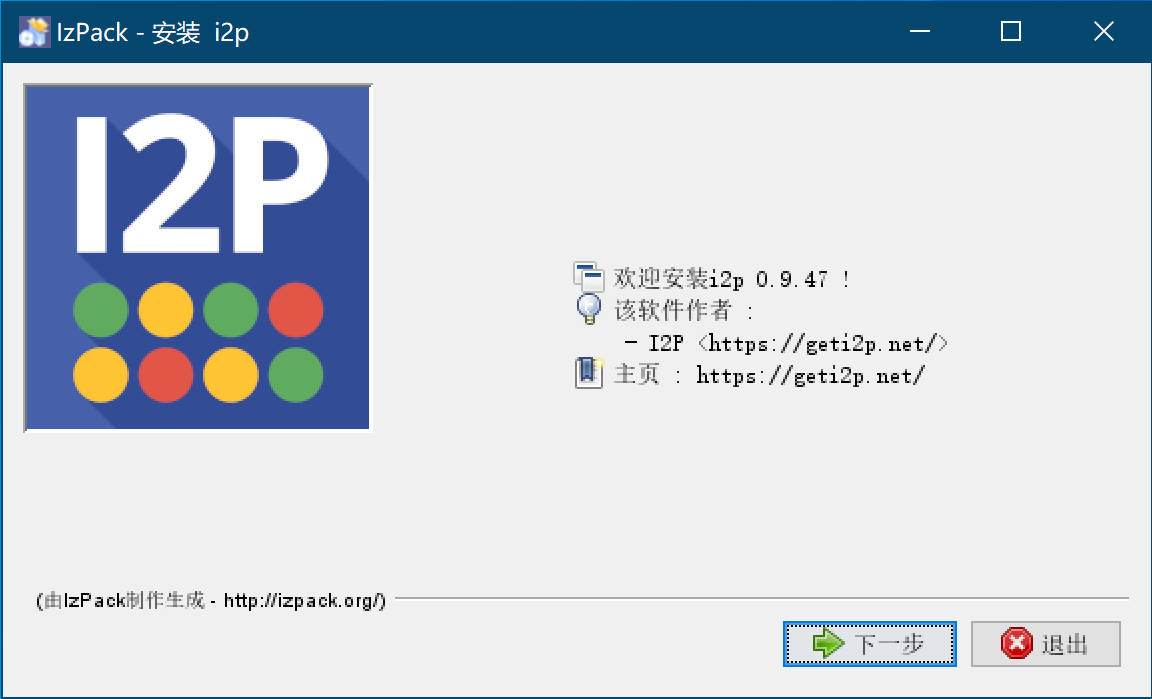 IzPack - 安装 i2p
I2P
欢迎安装i2p 0.9.47 !
该软件作者 :
- I2P <https://geti2p.net/>
主页 : https://geti2p.net/
(由IzPack制作生成 - http://izpack.org/)
下一步
退出